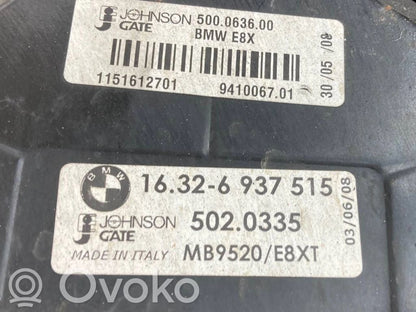 JOHNSON 500.0636.00
GATE BMW E8X
1151612701 9410067.01
30/05/08
BMW
16.32-6 937 515
JOHNSON 502.0335
GATE
MADE IN ITALY MB9520/E8XT
03/06/08
Ovoko